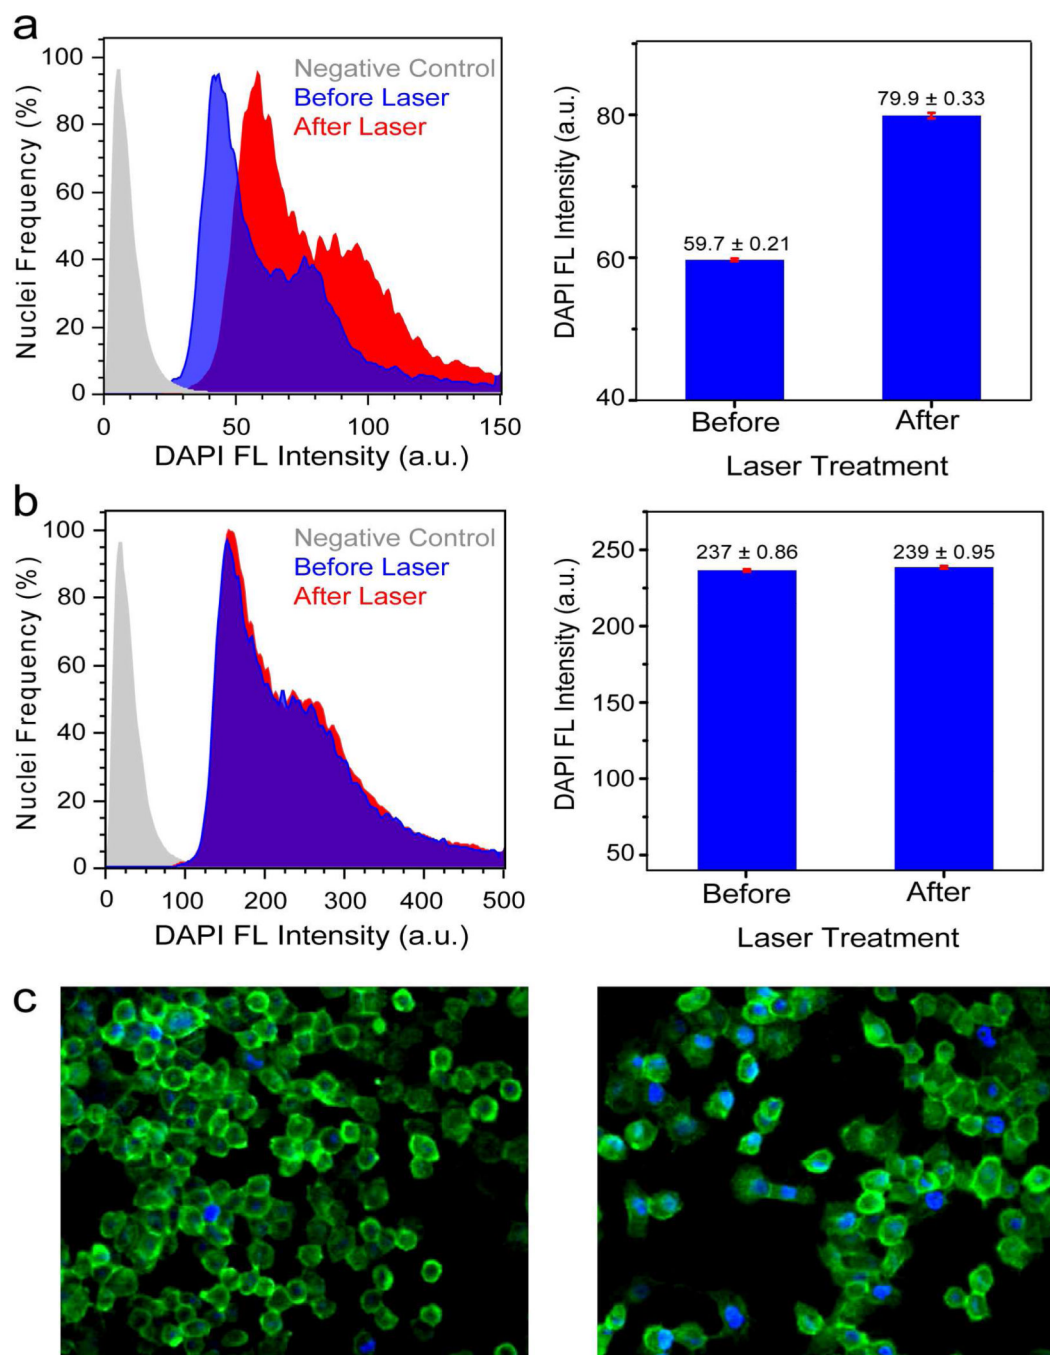 a
Nuclei Frequency (%)
100
80
60
40
20
0
Negative Control
Before Laser
After Laser
0 50 100 150
DAPI FL Intensity (a.u.)
DAPI FL Intensity (a.u.)
80
60
40
59.7 ± 0.21
79.9 ± 0.33
Before After
Laser Treatment
b
Nuclei Frequency (%)
100
80
60
40
20
0
Negative Control
Before Laser
After Laser
0 100 200 300 400 500
DAPI FL Intensity (a.u.)
DAPI FL Intensity (a.u.)
250
200
150
100
50
237 ± 0.86
239 ± 0.95
Before After
Laser Treatment
c